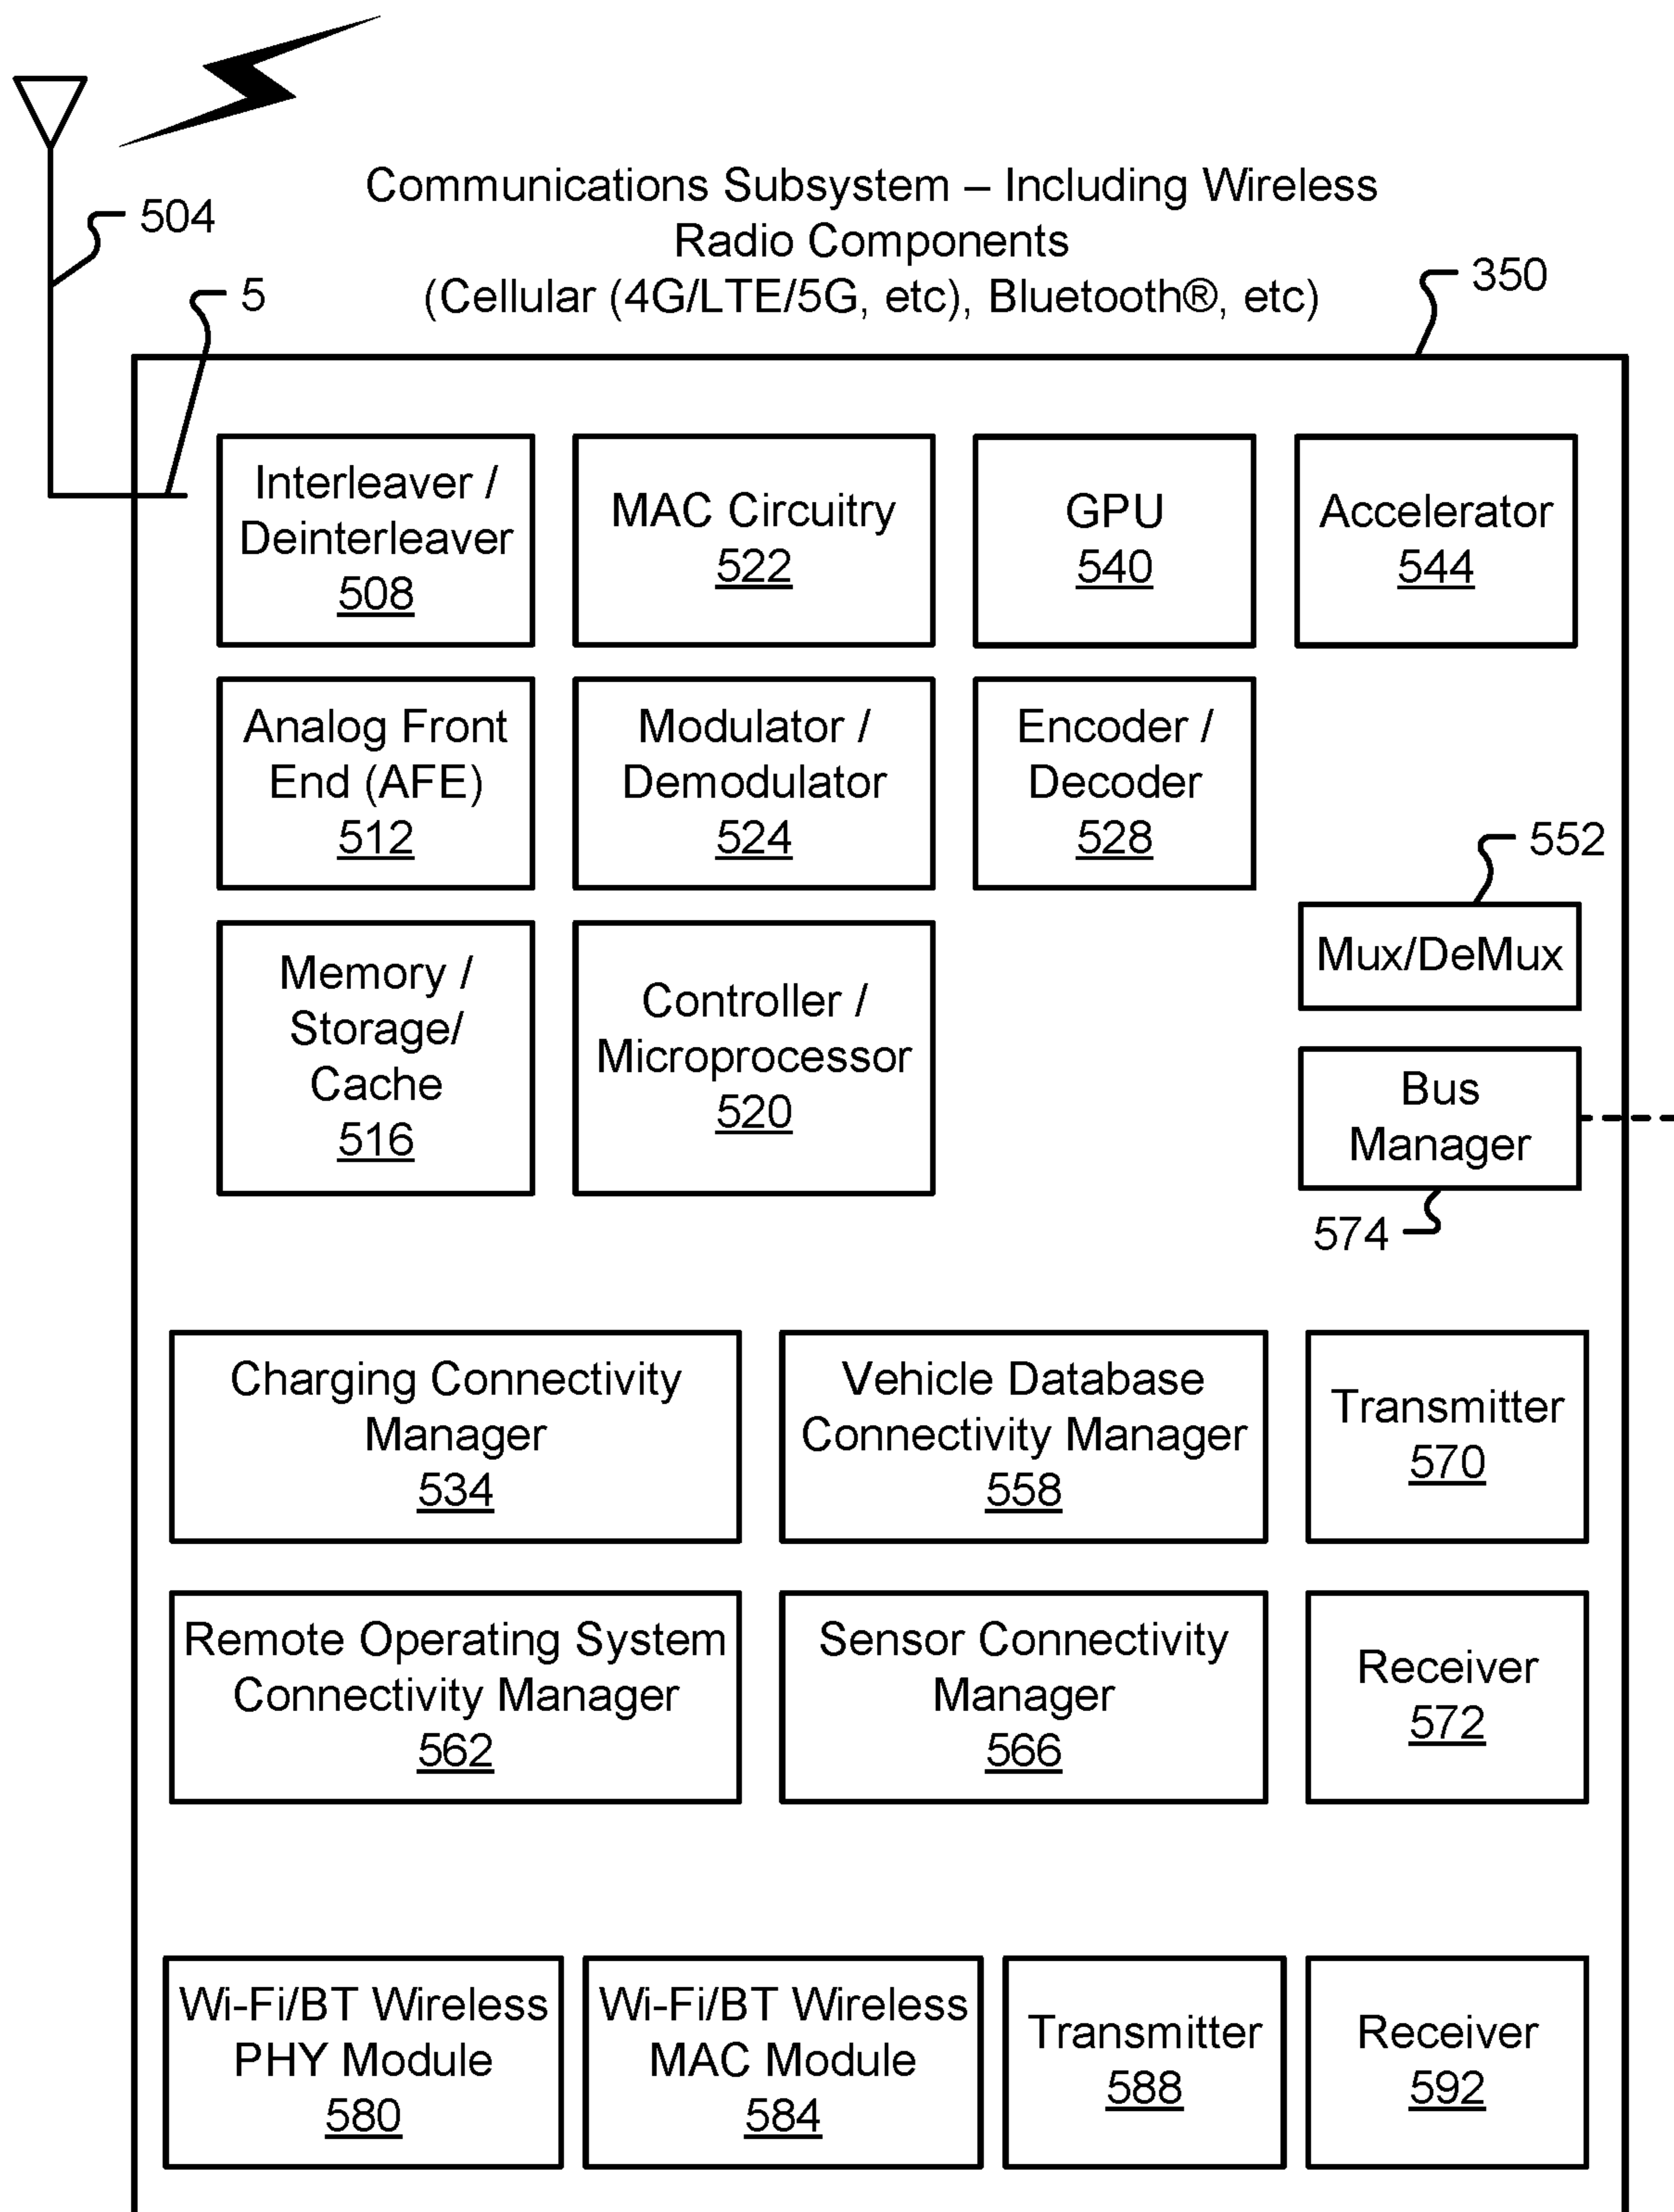 Communications Subsystem – Including Wireless
Radio Components
(Cellular (4G/LTE/5G, etc), Bluetooth®, etc)
504
5
350
Interleaver /
Deinterleaver
508
MAC Circuitry
522
GPU
540
Accelerator
544
Analog Front
End (AFE)
512
Modulator /
Demodulator
524
Encoder /
Decoder
528
552
Mux/DeMux
Memory /
Storage/
Cache
516
Controller /
Microprocessor
520
Bus
Manager
574
Charging Connectivity
Manager
534
Vehicle Database
Connectivity Manager
558
Transmitter
570
Remote Operating System
Connectivity Manager
562
Sensor Connectivity
Manager
566
Receiver
572
Wi-Fi/BT Wireless
PHY Module
580
Wi-Fi/BT Wireless
MAC Module
584
Transmitter
588
Receiver
592